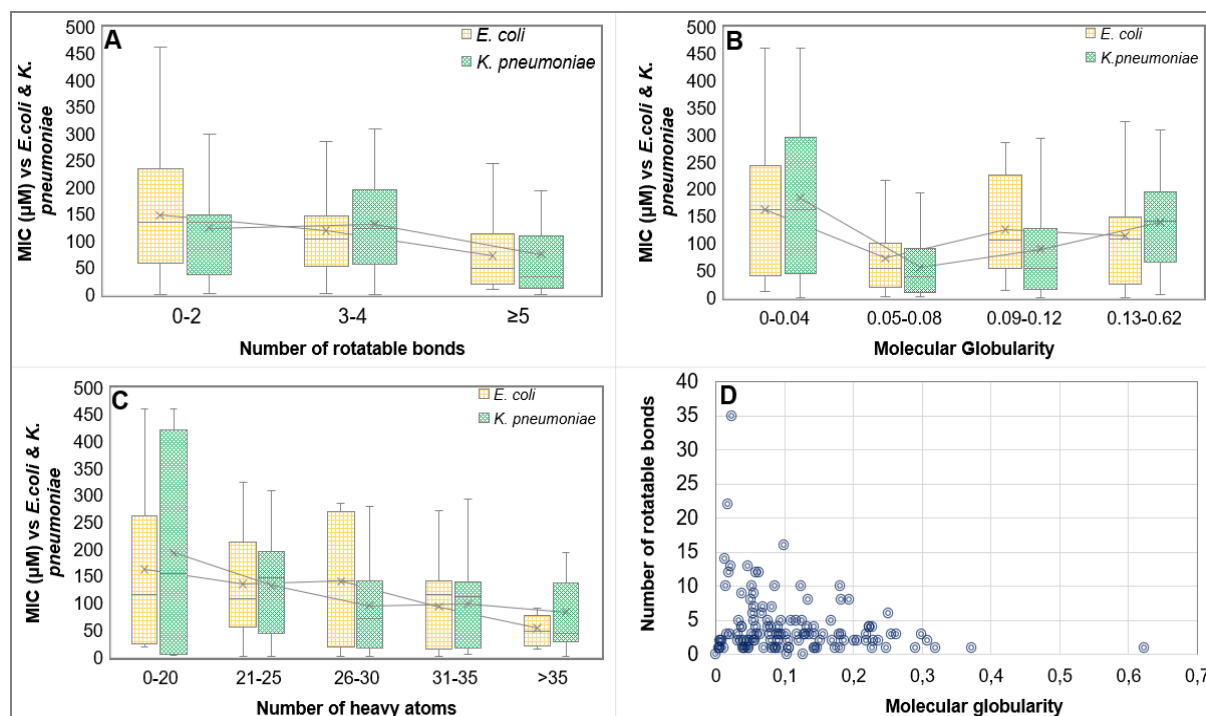 A
E. coli
K. pneumoniae
MIC (µM) vs E.coli & K.
pneumoniae
500
450
400
350
300
250
200
150
100
50
0
0-2 3-4 ≥5
Number of rotatable bonds
B
E. coli
K.pneumoniae
MIC (µM) vs E.coli & K.
pneumoniae
500
450
400
350
300
250
200
150
100
50
0
0-0.04 0.05-0.08 0.09-0.12 0.13-0.62
Molecular Globularity
C
E. coli
K. pneumoniae
MIC (µM) vs E.coli & K.
pneumoniae
500
450
400
350
300
250
200
150
100
50
0
0-20 21-25 26-30 31-35 >35
Number of heavy atoms
D
Number of rotatable bonds
40
35
30
25
20
15
10
5
0
0 0,1 0,2 0,3 0,4 0,5 0,6 0,7
Molecular globularity